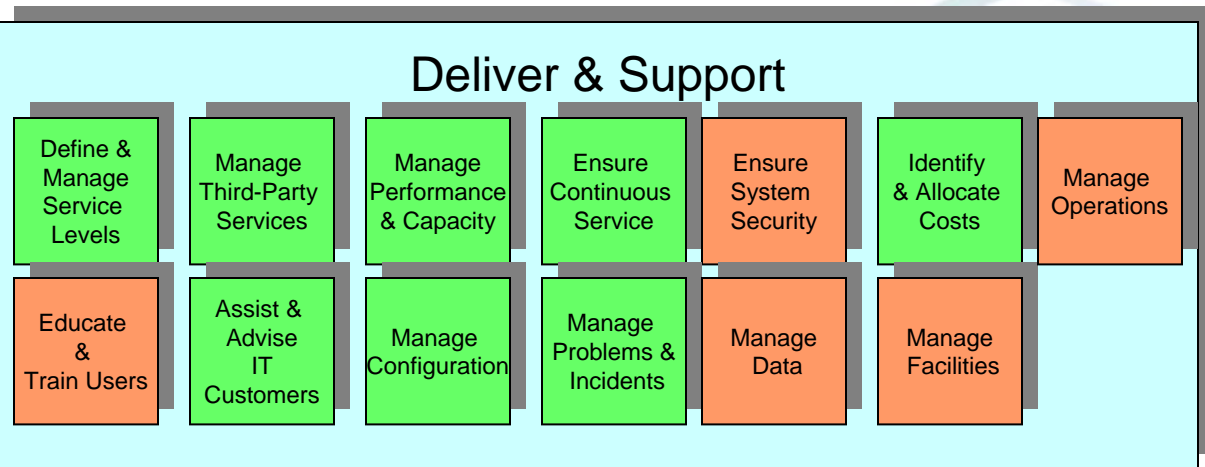 Deliver & Support
Define &
Manage
Service
Levels
Manage
Third-Party
Services
Manage
Performance
& Capacity
Ensure
Continuous
Service
Ensure
System
Security
Identify
& Allocate
Costs
Manage
Operations
Educate
&
Train Users
Assist &
Advise
IT
Customers
Manage
Configuration
Manage
Problems &
Incidents
Manage
Data
Manage
Facilities